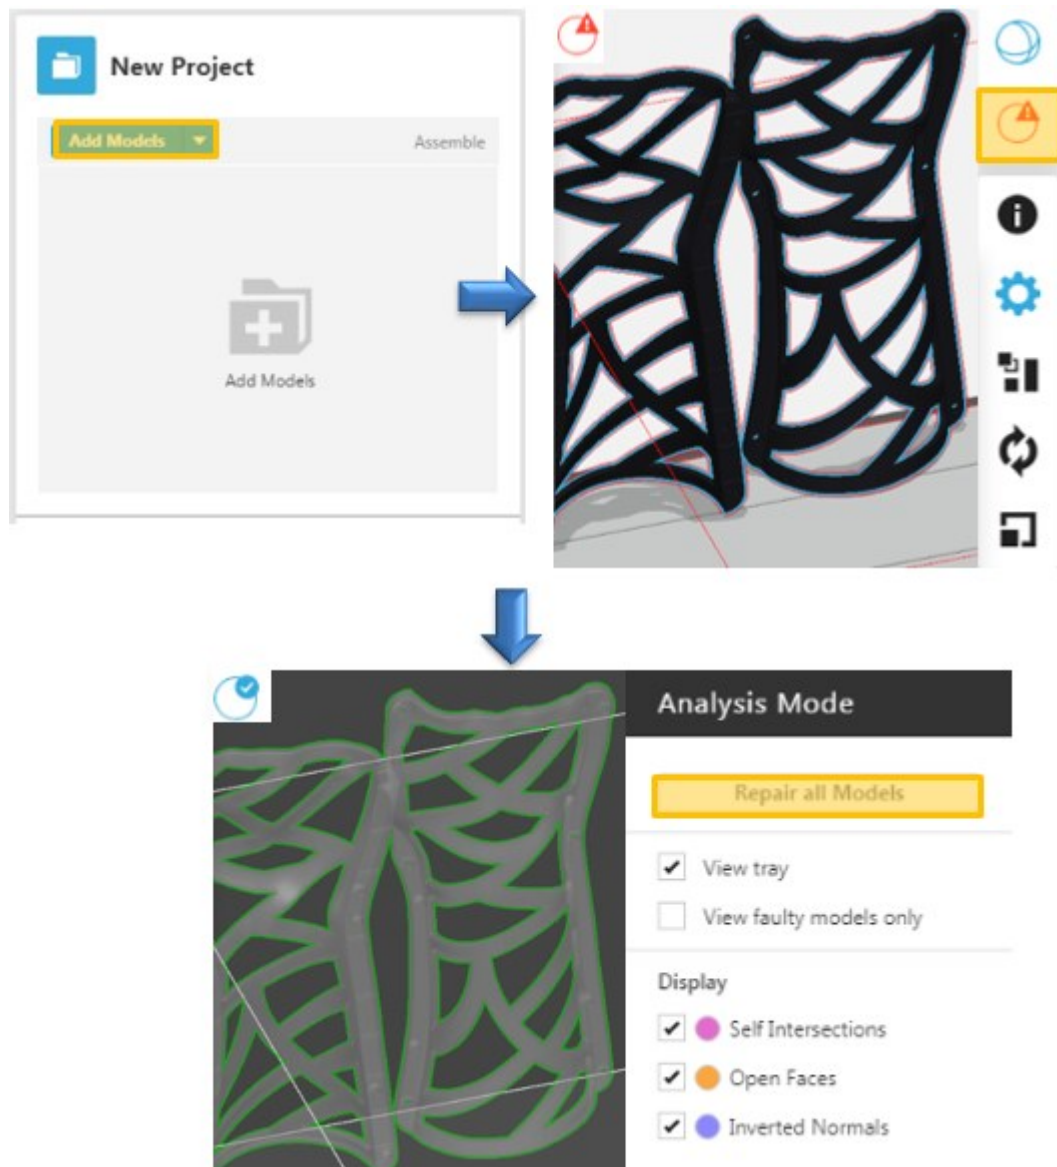 New Project
Add Models
Assemble
Add Models
Analysis Mode
Repair all Models
View tray
View faulty models only
Display
Self Intersections
Open Faces
Inverted Normals